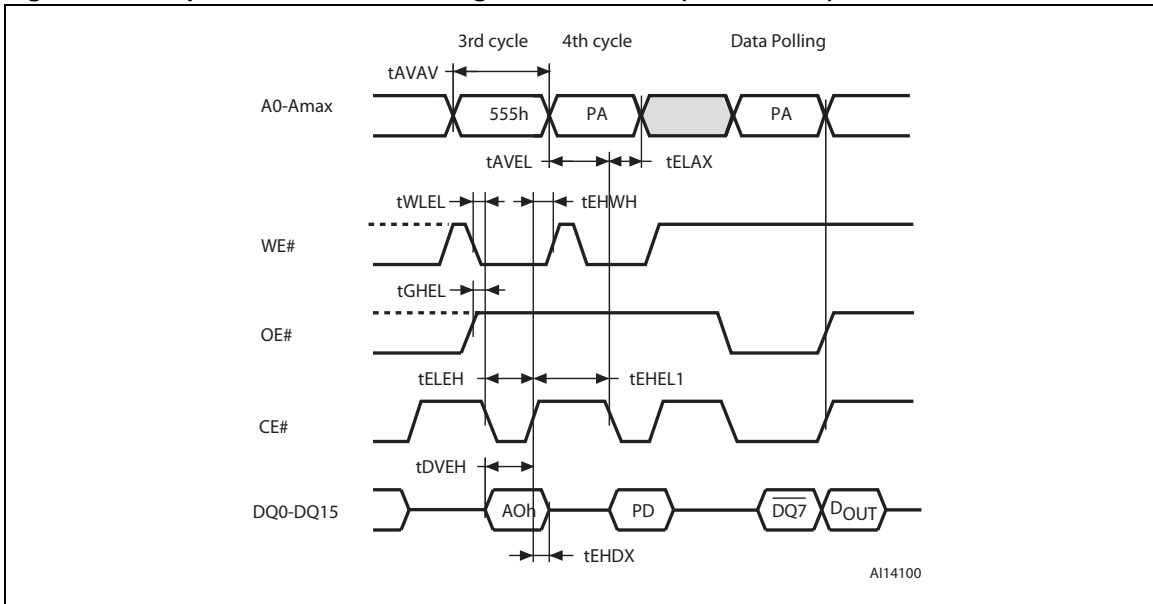 3rd cycle 4th cycle Data Polling
tAVAV
A0-Amax 555h PA PA
tAVEL tELAX
tWLEL tEHWH
WE#
tGHEL
OE#
tELEH tEHEL1
CE#
tDVEH
DQ0-DQ15 AOh PD DQ7 DOUT
tEHDX
AI14100